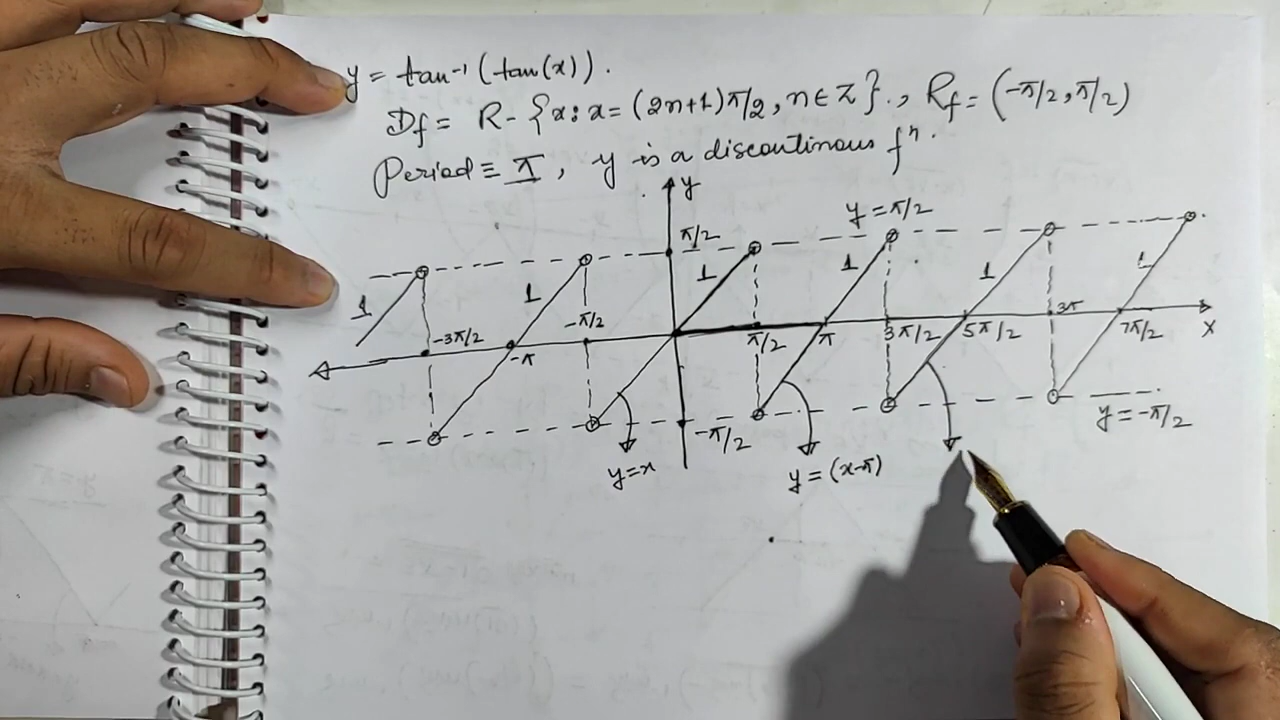 y = tan⁻¹(tan(x)).
Df = R - {x: x = (2n+1)π/2, n ∈ Z}., Rf = (-π/2, π/2)
Period ≡ π, y is a discontinous fⁿ.
y
y = π/2
π/2
1 1 1 1 1 1
-3π/2 -π -π/2 π/2 π 3π/2 5π/2 3π 7π/2 x
-π/2
y = -π/2
y=x
y = (x-π)